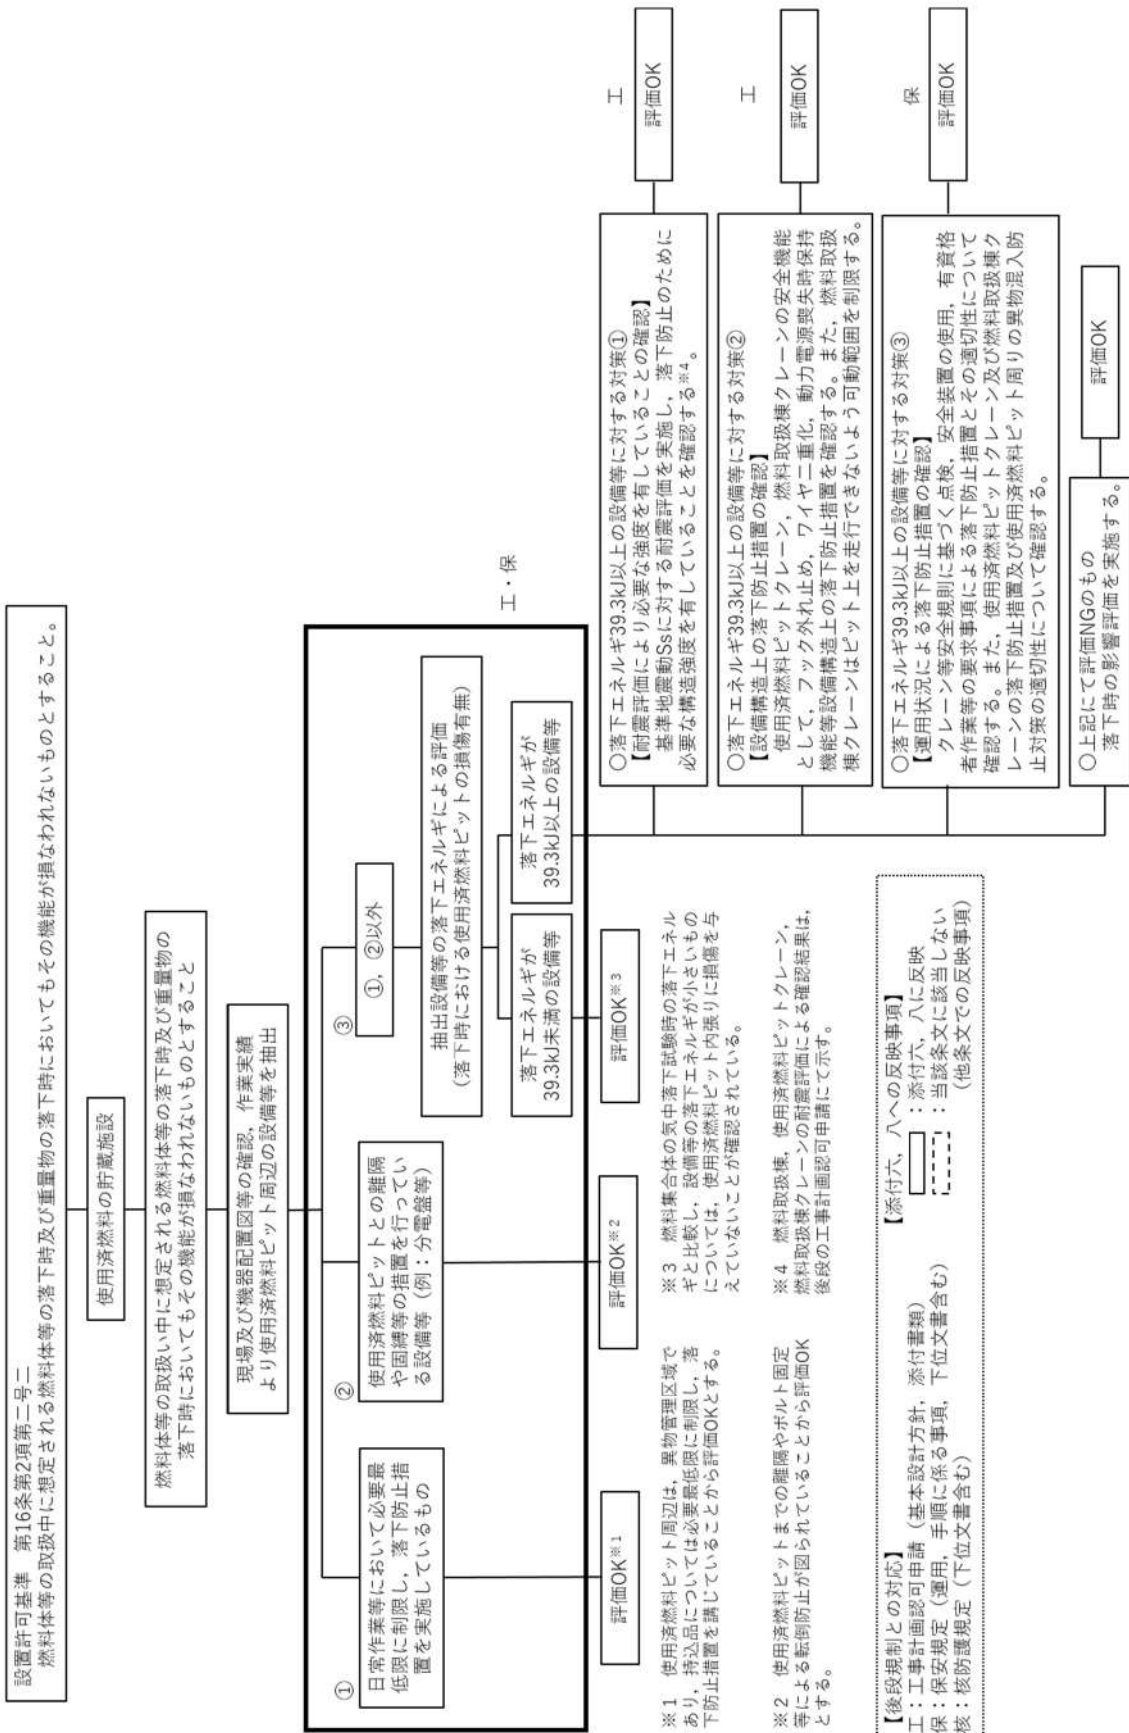 設置許可基準 第16条第2項第二号ニ
燃料体等の取扱中に想定される燃料体等の落下時及び重量物の落下時においてもその機能が損なわれないものとすること。
使用済燃料の貯蔵施設
燃料体等の取扱い中に想定される燃料体等の落下時及び重量物の
落下時においてもその機能が損なわれないものとすること
現場及び機器配置図等の確認、作業実績
より使用済燃料ピット周辺の設備等を抽出
①
日常作業等において必要最
低限に制限し、落下防止措
置を実施しているもの
評価OK※1
②
使用済燃料ピットとの離隔
や固縛等の措置を行ってい
る設備等（例：分電盤等）
評価OK※2
③
①，②以外
抽出設備等の落下エネルギによる評価
（落下時における使用済燃料ピットの損傷有無）
落下エネルギが
39.3kJ未満の設備等
評価OK※3
落下エネルギが
39.3kJ以上の設備等
工・保
○落下エネルギ39.3kJ以上の設備等に対する対策①
【耐震評価により必要な強度を有していることの確認】
基準地震動Ssに対する耐震評価を実施し、落下防止のために
必要な構造強度を有していることを確認する※4。
工
評価OK
○落下エネルギ39.3kJ以上の設備等に対する対策②
【設備構造上の落下防止措置の確認】
使用済燃料ピットクレーン，燃料取扱棟クレーンの安全機能
として，フック外れ止め，ワイヤ二重化，動力電源喪失時保持
機能等設備構造上の落下防止措置を確認する。また，燃料取扱
棟クレーンはピット上を走行できないよう可動範囲を制限する。
工
評価OK
○落下エネルギ39.3kJ以上の設備等に対する対策③
【運用状況による落下防止措置の確認】
クレーン等安全規則に基づく点検，安全装置の使用，有資格
者作業等の要求事項による落下防止措置とその適切性について
確認する。また，使用済燃料ピットクレーン及び燃料取扱棟ク
レーンの落下防止措置及び使用済燃料ピット周りの異物混入防
止対策の適切性について確認する。
保
評価OK
○上記にて評価NGのもの
落下時の影響評価を実施する。
評価OK
※1 使用済燃料ピット周辺は、異物管理区域で
あり、持込品については必要最低限に制限し、落
下防止措置を講じていることから評価OKとする。
※2 使用済燃料ピットまでの離隔やボルト固定
等による転倒防止が図られていることから評価OK
とする。
※3 燃料集合体の気中落下試験時の落下エネル
ギと比較し、設備等の落下エネルギが小さいもの
については、使用済燃料ピット内張りに損傷を与
えていないことが確認されている。
※4 燃料取扱棟，使用済燃料ピットクレーン，
燃料取扱棟クレーンの耐震評価による確認結果は，
後段の工事計画認可申請にて示す。
【後段規制との対応】
工：工事計画認可申請（基本設計方針，添付書類）
保：保安規定（運用，手順に係る事項，下位文書含む）
核：核防護規定（下位文書含む）
【添付六，八への反映事項】
：添付六，八に反映
：当該条文に該当しない
（他条文での反映事項）